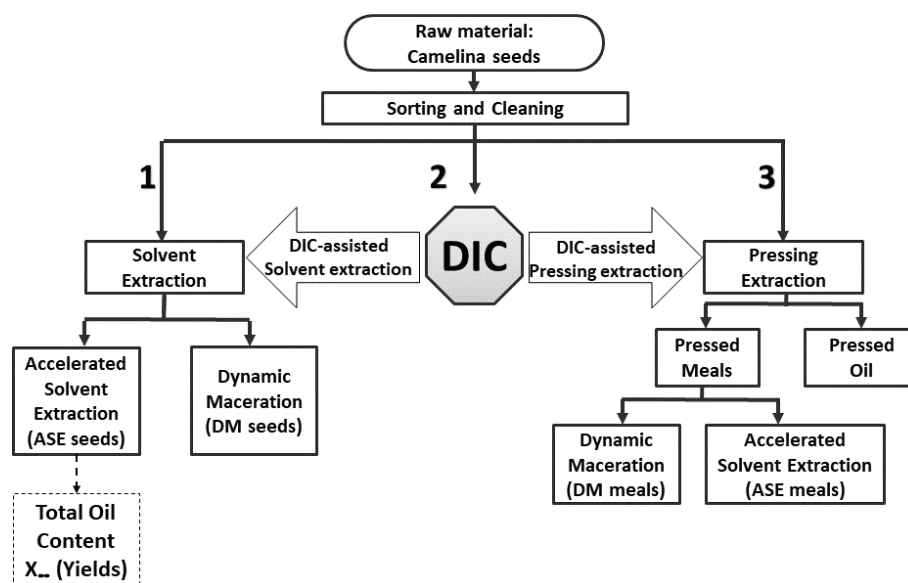 Raw material:
Camelina seeds
Sorting and Cleaning
1
2
3
DIC-assisted
Solvent extraction
DIC
DIC-assisted
Pressing extraction
Solvent
Extraction
Pressing
Extraction
Accelerated
Solvent
Extraction
(ASE seeds)
Dynamic
Maceration
(DM seeds)
Pressed
Meals
Pressed
Oil
Dynamic
Maceration
(DM meals)
Accelerated
Solvent Extraction
(ASE meals)
Total Oil
Content
X∞ (Yields)